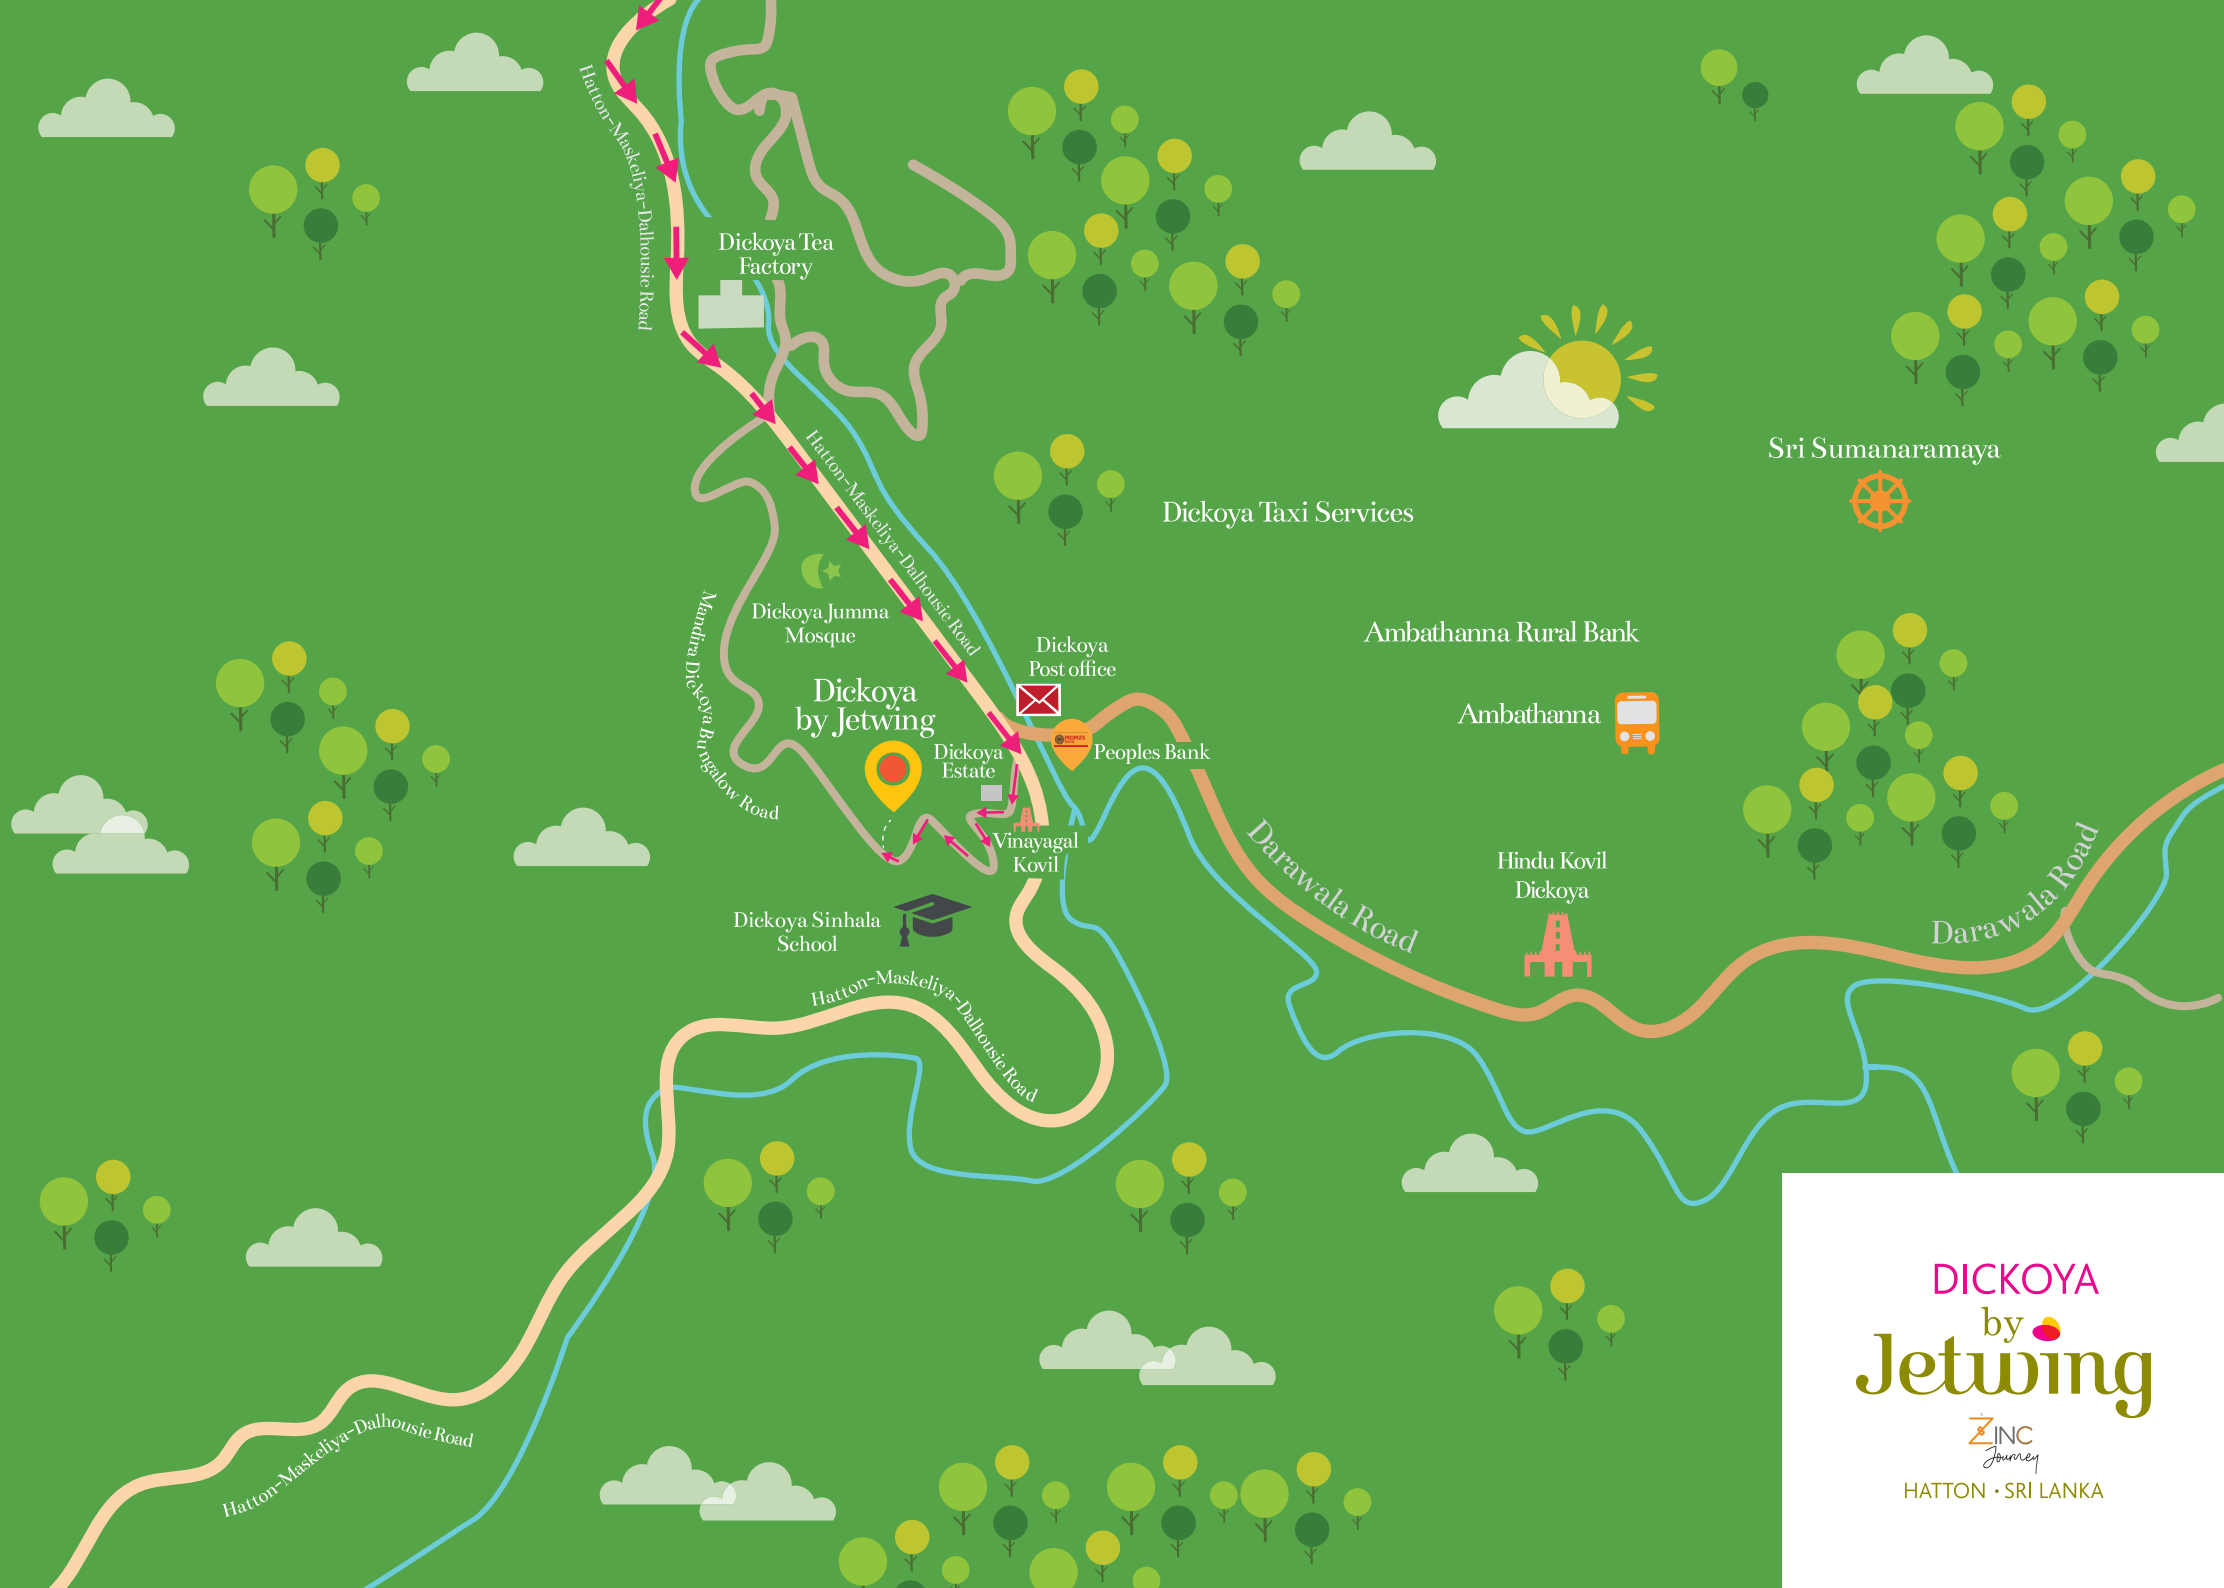 Hatton-Maskeliya-Dalhousie Road
Dickoya Tea
Factory
Hatton-Maskeliya-Dalhousie Road
Sri Sumanaramaya
Dickoya Taxi Services
Dickoya Jumma
Mosque
Mandira Dickoya Bungalow Road
Dickoya
Post office
Ambathanna Rural Bank
Dickoya
by Jetwing
Ambathanna
Dickoya
Estate
PEOPLE'S
BANK
Peoples Bank
Vinayagal
Kovil
Darawala Road
Hindu Kovil
Dickoya
Darawala Road
Dickoya Sinhala
School
Hatton-Maskeliya-Dalhousie Road
Hatton-Maskeliya-Dalhousie Road
DICKOYA
by
Jetwing
ZINC
Journey
HATTON • SRI LANKA